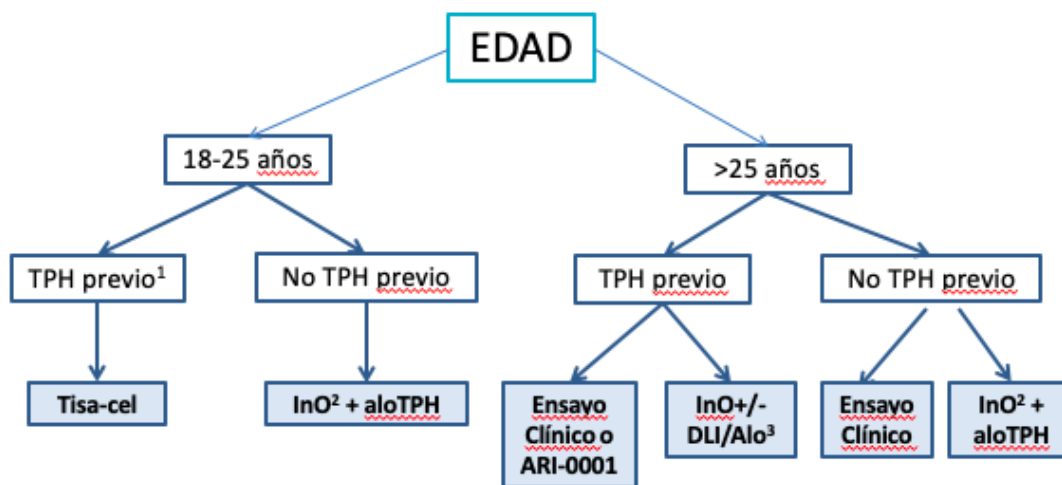 EDAD
18-25 años
>25 años
TPH previo¹
No TPH previo
TPH previo
No TPH previo
Tisa-cel
InO² + aloTPH
Ensayo
Clínico o
ARI-0001
InO+/-
DLI/Alo³
Ensayo
Clínico
InO² +
aloTPH